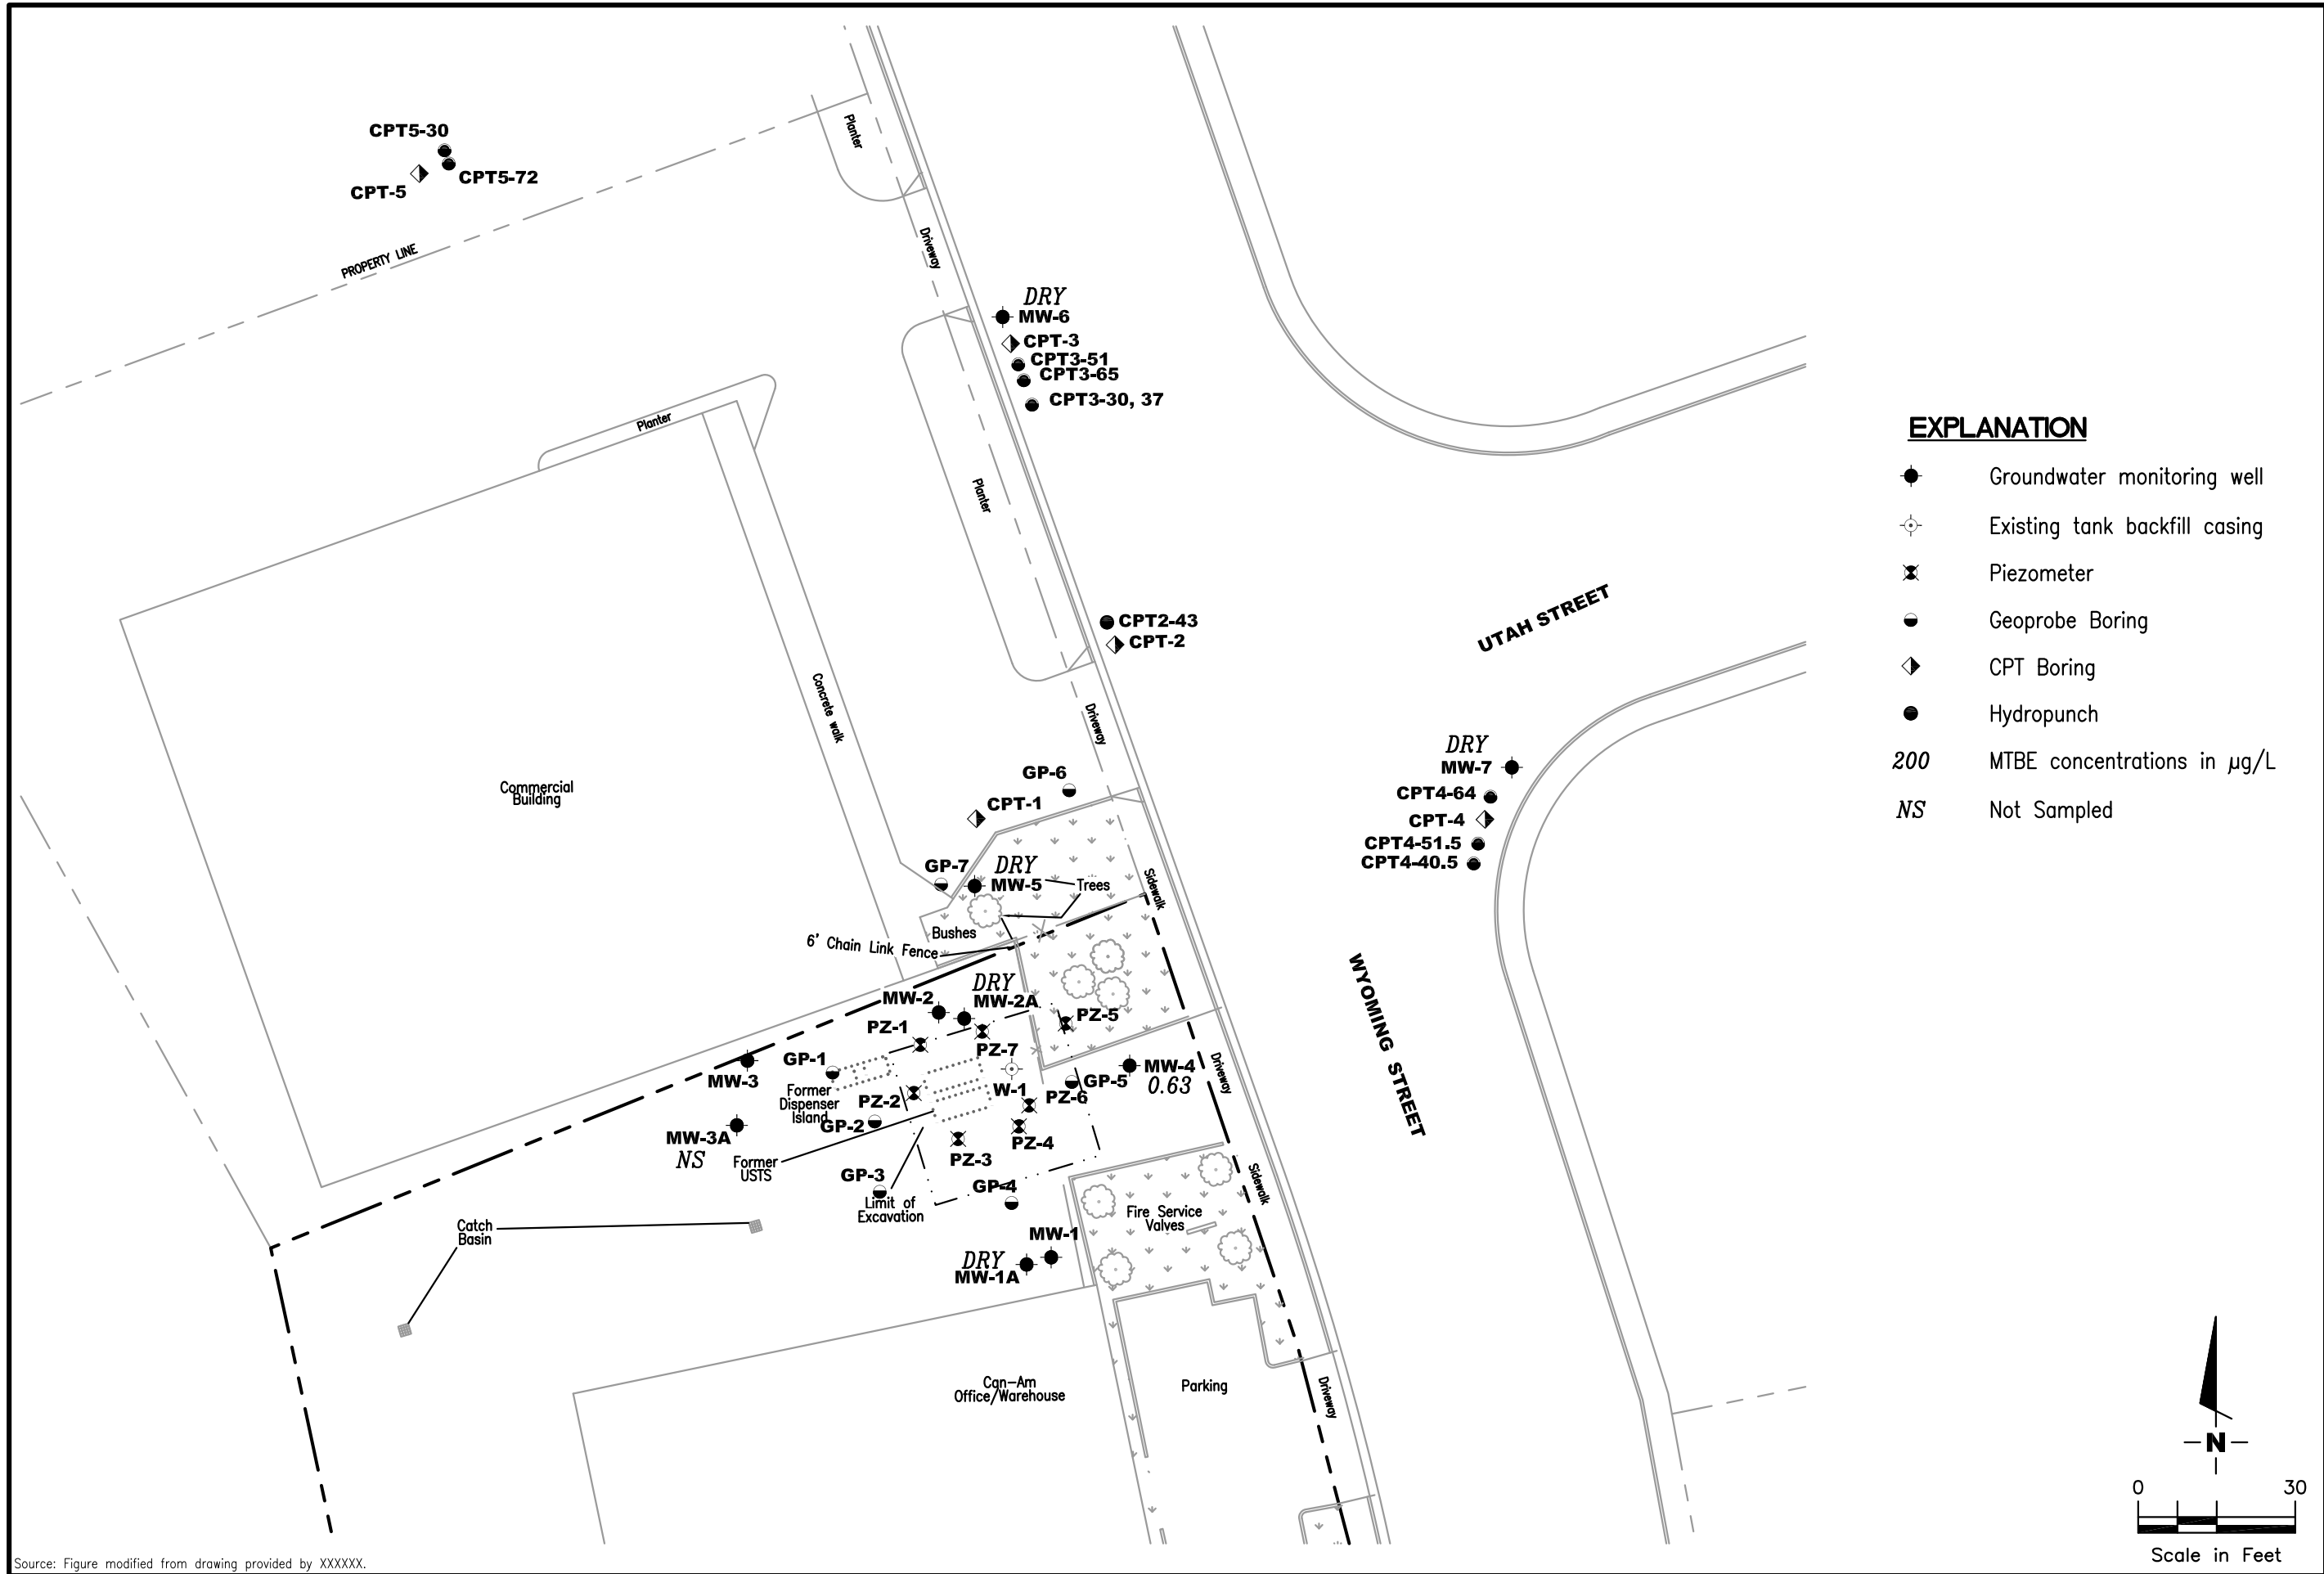 CPT5-30
CPT5-72
CPT-5
PROPERTY LINE
Planter
Driveway
DRY
MW-6
CPT-3
CPT3-51
CPT3-65
CPT3-30, 37
Planter
Planter
CPT2-43
CPT-2
UTAH STREET
Concrete walk
Driveway
Commercial
Building
GP-6
CPT-1
DRY
MW-7
CPT4-64
CPT-4
CPT4-51.5
CPT4-40.5
GP-7
DRY
MW-5
Trees
Sidewalk
Bushes
6' Chain Link Fence
WYOMING STREET
DRY
MW-2
MW-2A
PZ-1
PZ-5
PZ-7
GP-1
MW-3
MW-4
0.63
Driveway
GP-5
W-1
PZ-6
Former
Dispenser
Island
PZ-2
GP-2
MW-3A
NS
PZ-4
PZ-3
Former
USTS
GP-3
GP-4
Limit of
Excavation
Sidewalk
Fire Service
Valves
Catch
Basin
MW-1
DRY
MW-1A
Can-Am
Office/Warehouse
Parking
Driveway
EXPLANATION
Groundwater monitoring well
Existing tank backfill casing
Piezometer
Geoprobe Boring
CPT Boring
Hydropunch
200 MTBE concentrations in µg/L
NS Not Sampled
N
0 30
Scale in Feet
Source: Figure modified from drawing provided by XXXXXX.